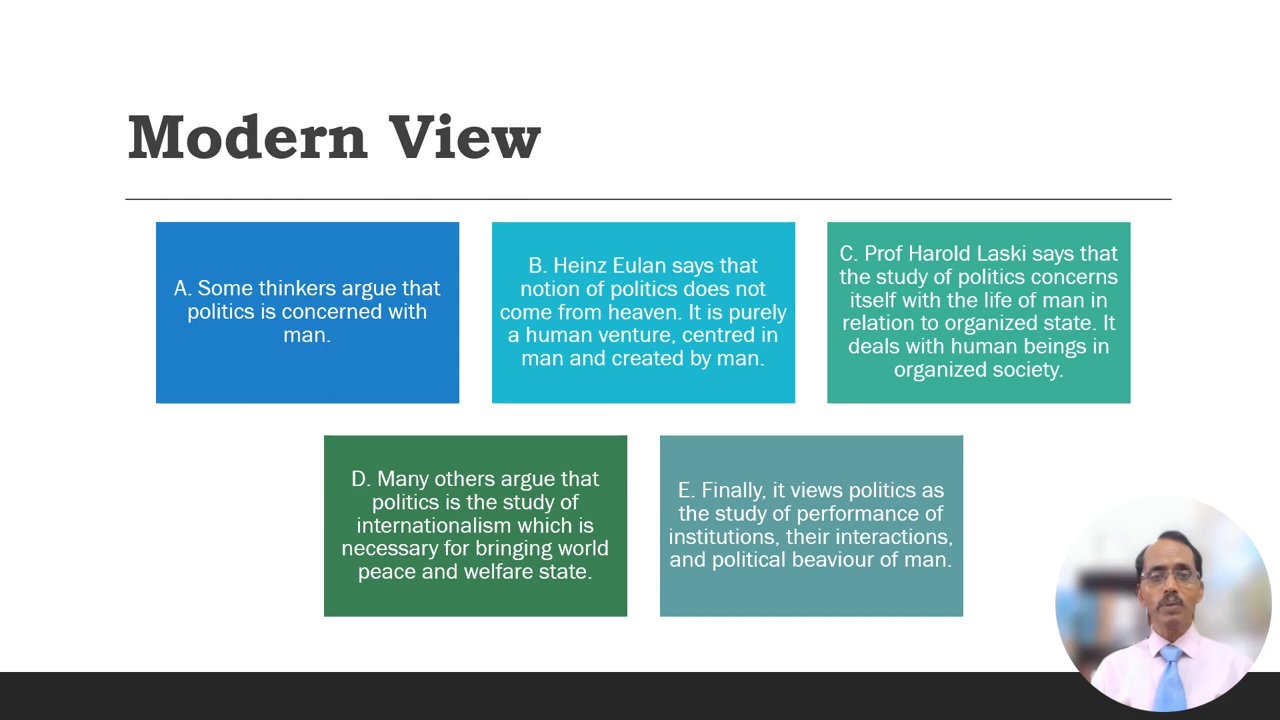 Modern View
A. Some thinkers argue that
politics is concerned with
man.
B. Heinz Eulan says that
notion of politics does not
come from heaven. It is purely
a human venture, centred in
man and created by man.
C. Prof Harold Laski says that
the study of politics concerns
itself with the life of man in
relation to organized state. It
deals with human beings in
organized society.
D. Many others argue that
politics is the study of
internationalism which is
necessary for bringing world
peace and welfare state.
E. Finally, it views politics as
the study of performance of
institutions, their interactions,
and political beaviour of man.